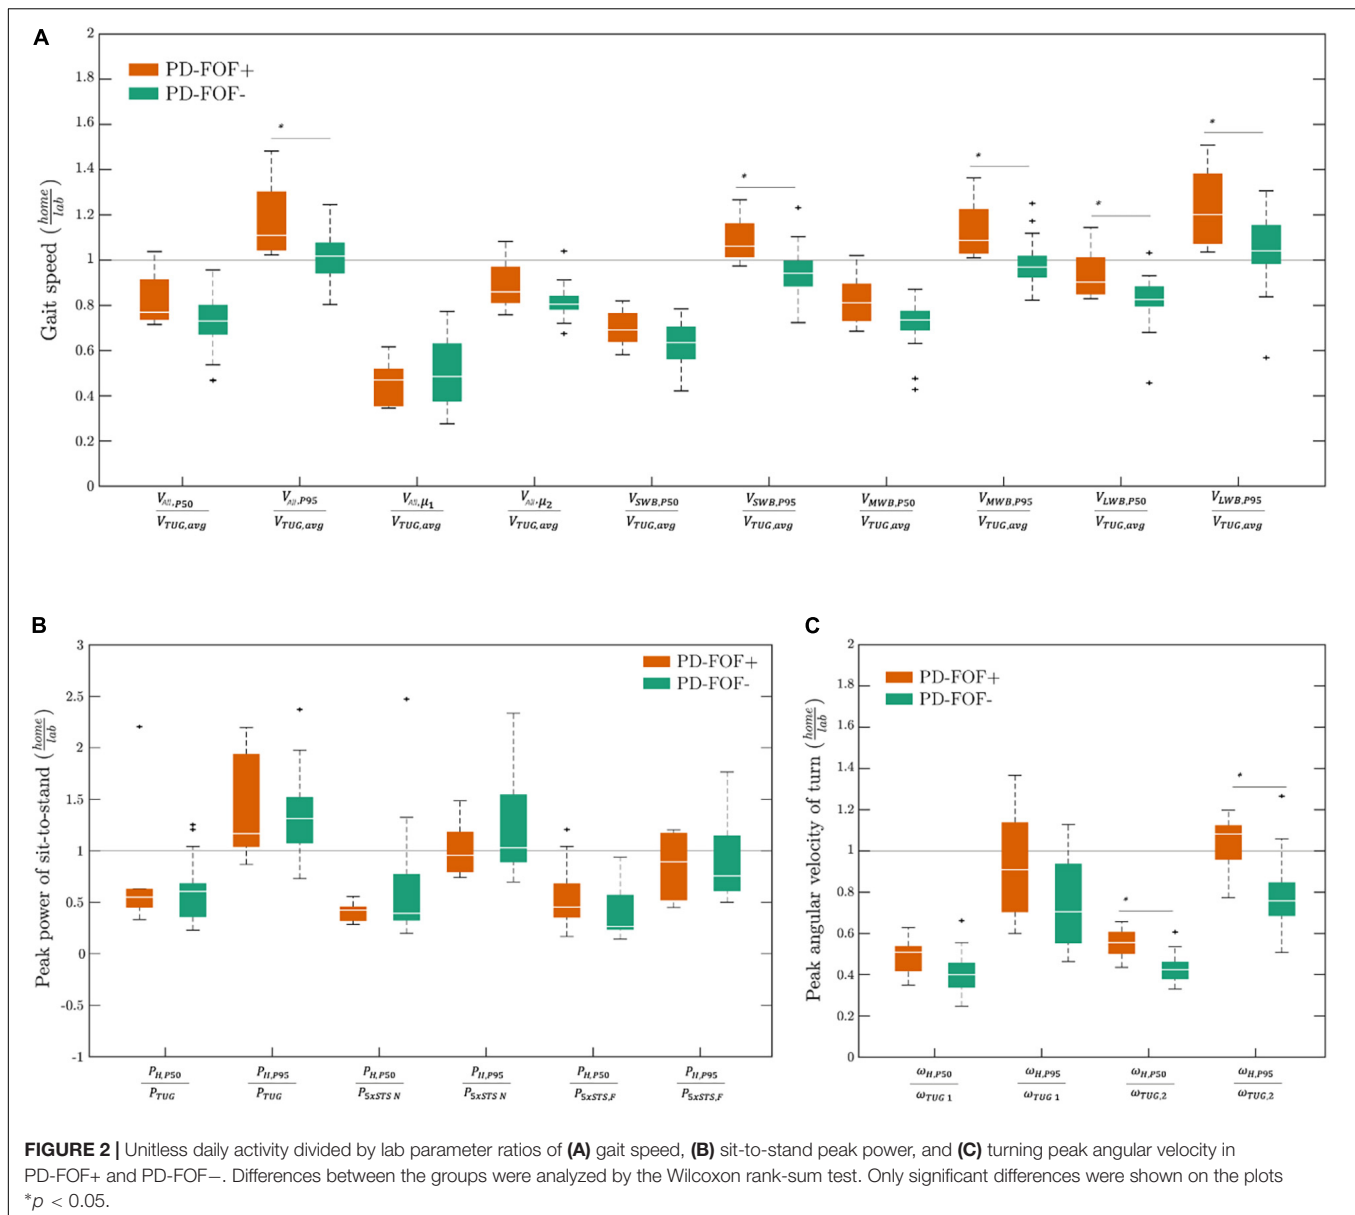 A
PD-FOF+
PD-FOF-
Gait speed (home/lab)
2
1.8
1.6
1.4
1.2
1
0.8
0.6
0.4
0.2
0
* * * * *
V_All,P50 V_All,P95 V_All,μ1 V_All,μ2 V_SWB,P50 V_SWB,P95 V_MWB,P50 V_MWB,P95 V_LWB,P50 V_LWB,P95
V_TUG,avg V_TUG,avg V_TUG,avg V_TUG,avg V_TUG,avg V_TUG,avg V_TUG,avg V_TUG,avg V_TUG,avg V_TUG,avg
B
PD-FOF+
PD-FOF-
Peak power of sit-to-stand (home/lab)
3
2.5
2
1.5
1
0.5
0
-0.5
-1
P_H,P50 P_H,P95 P_H,P50 P_H,P95 P_H,P50 P_H,P95
P_TUG P_TUG P_5xSTS N P_5xSTS N P_5xSTS,F P_5xSTS,F
C
PD-FOF+
PD-FOF-
Peak angular velocity of turn (home/lab)
2
1.8
1.6
1.4
1.2
1
0.8
0.6
0.4
0.2
0
* *
ω_H,P50 ω_H,P95 ω_H,P50 ω_H,P95
ω_TUG 1 ω_TUG 1 ω_TUG,2 ω_TUG,2
FIGURE 2 | Unitless daily activity divided by lab parameter ratios of (A) gait speed, (B) sit-to-stand peak power, and (C) turning peak angular velocity in
PD-FOF+ and PD-FOF−. Differences between the groups were analyzed by the Wilcoxon rank-sum test. Only significant differences were shown on the plots
*p < 0.05.